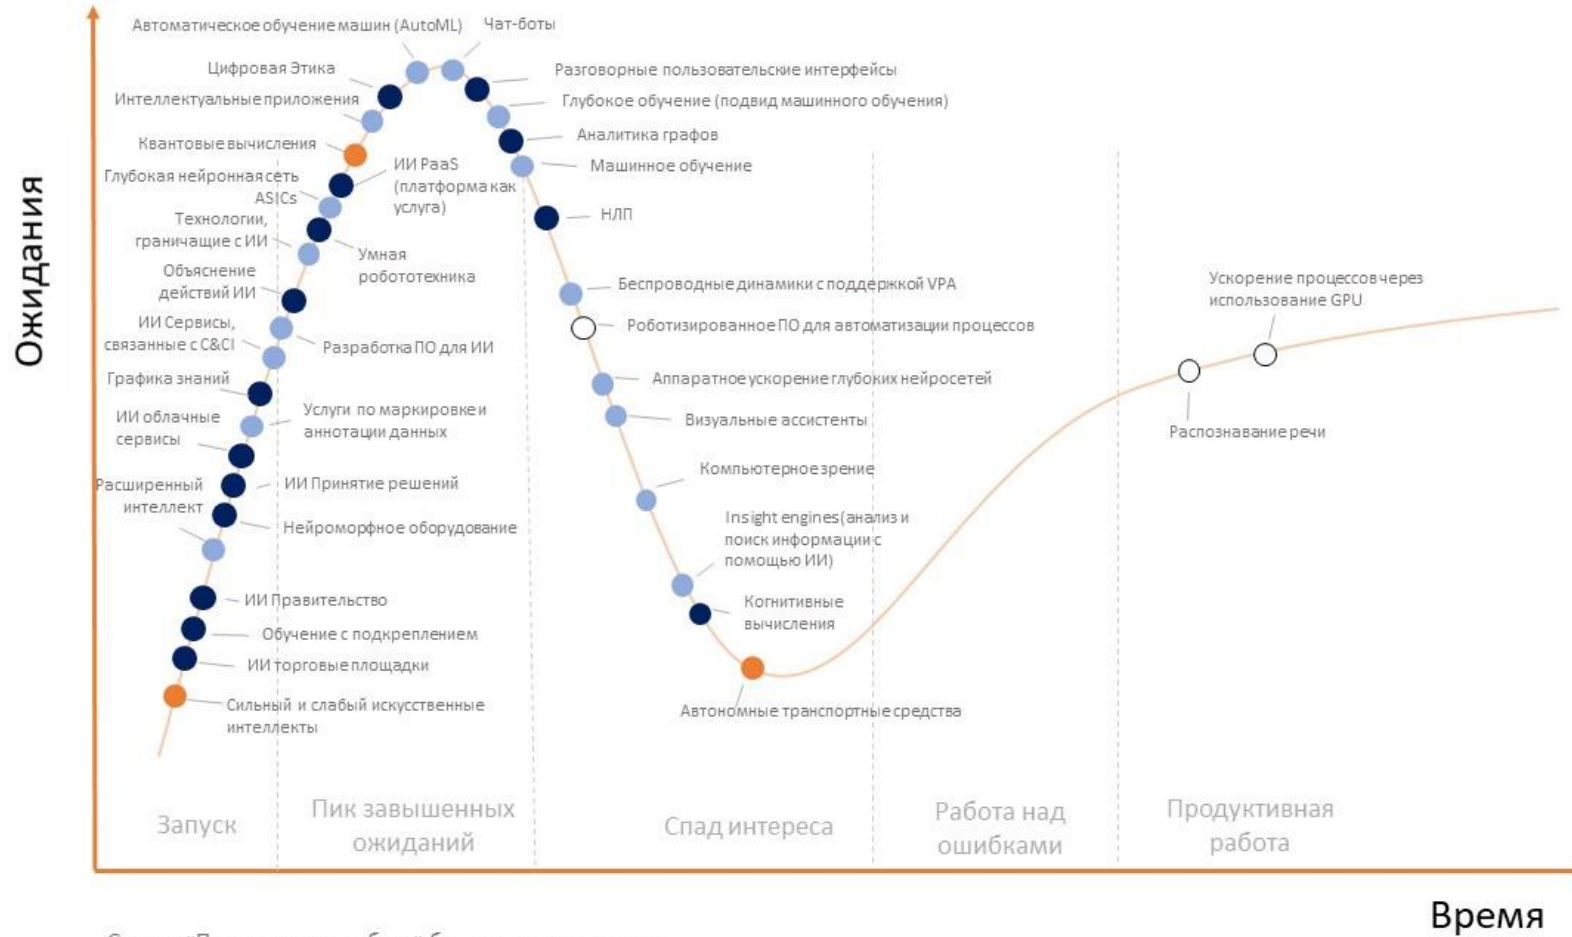 Автоматическое обучение машин (AutoML)
Чат-боты
Цифровая Этика
Разговорные пользовательские интерфейсы
Интеллектуальные приложения
Глубокое обучение (подвид машинного обучения)
Квантовые вычисления
Аналитика графов
ИИ PaaS
(платформа как
услуга)
Машинное обучение
Глубокая нейронная сеть
ASICs
НЛП
Технологии,
граничащие с ИИ
Умная
робототехника
Объяснение
действий ИИ
Беспроводные динамики с поддержкой VPA
Ускорение процессов через
использование GPU
ИИ Сервисы,
связанные с C&CI
Роботизированное ПО для автоматизации процессов
Разработка ПО для ИИ
Графика знаний
Аппаратное ускорение глубоких нейросетей
Услуги по маркировке и
аннотации данных
ИИ облачные
сервисы
Визуальные ассистенты
Распознавание речи
Компьютерное зрение
Расширенный
интеллект
ИИ Принятие решений
Нейроморфное оборудование
Insight engines(анализ и
поиск информации с
помощью ИИ)
ИИ Правительство
Когнитивные
вычисления
Обучение с подкреплением
ИИ торговые площадки
Сильный и слабый искусственные
интеллекты
Автономные транспортные средства
Ожидания
Запуск
Пик завышенных
ожиданий
Спад интереса
Работа над
ошибками
Продуктивная
работа
Время